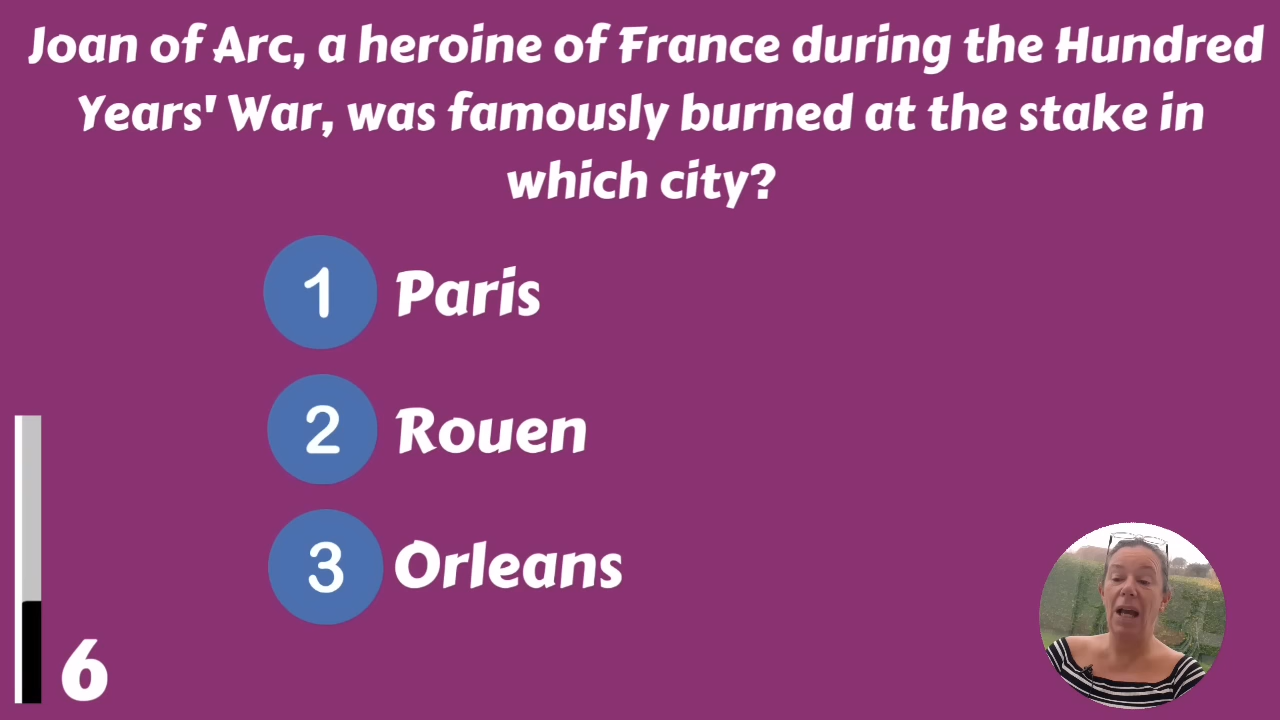 Joan of Arc, a heroine of France during the Hundred
Years' War, was famously burned at the stake in
which city?
1 Paris
2 Rouen
3 Orleans
6